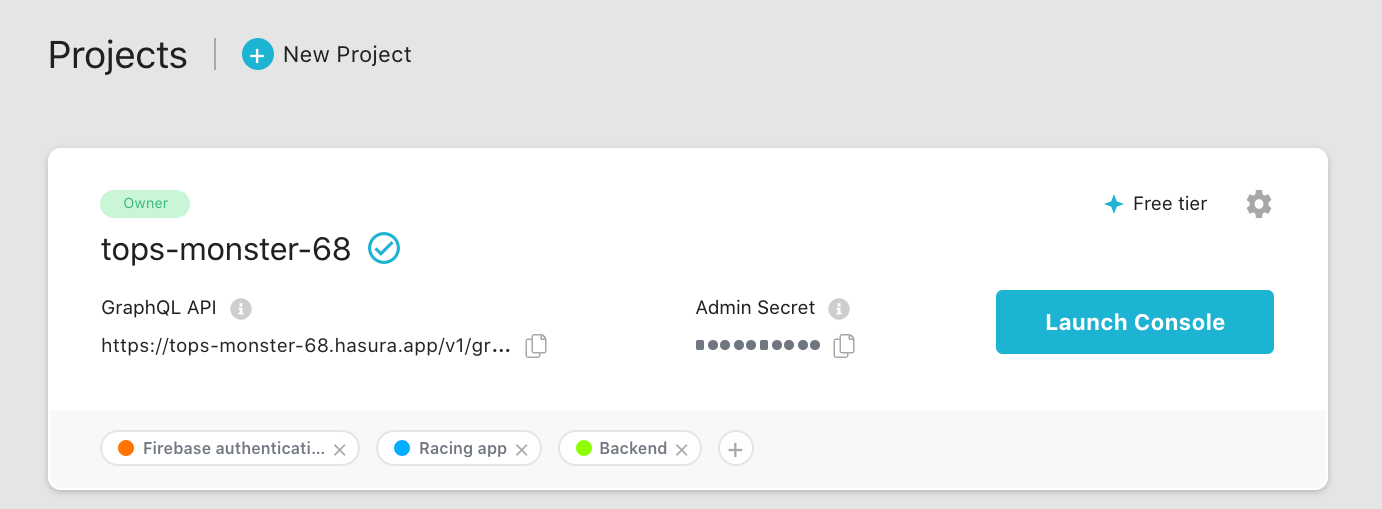 Projects
New Project
Owner
Free tier
tops-monster-68
GraphQL API
Admin Secret
Launch Console
https://tops-monster-68.hasura.app/v1/gr...
Firebase authenticati...
Racing app
Backend